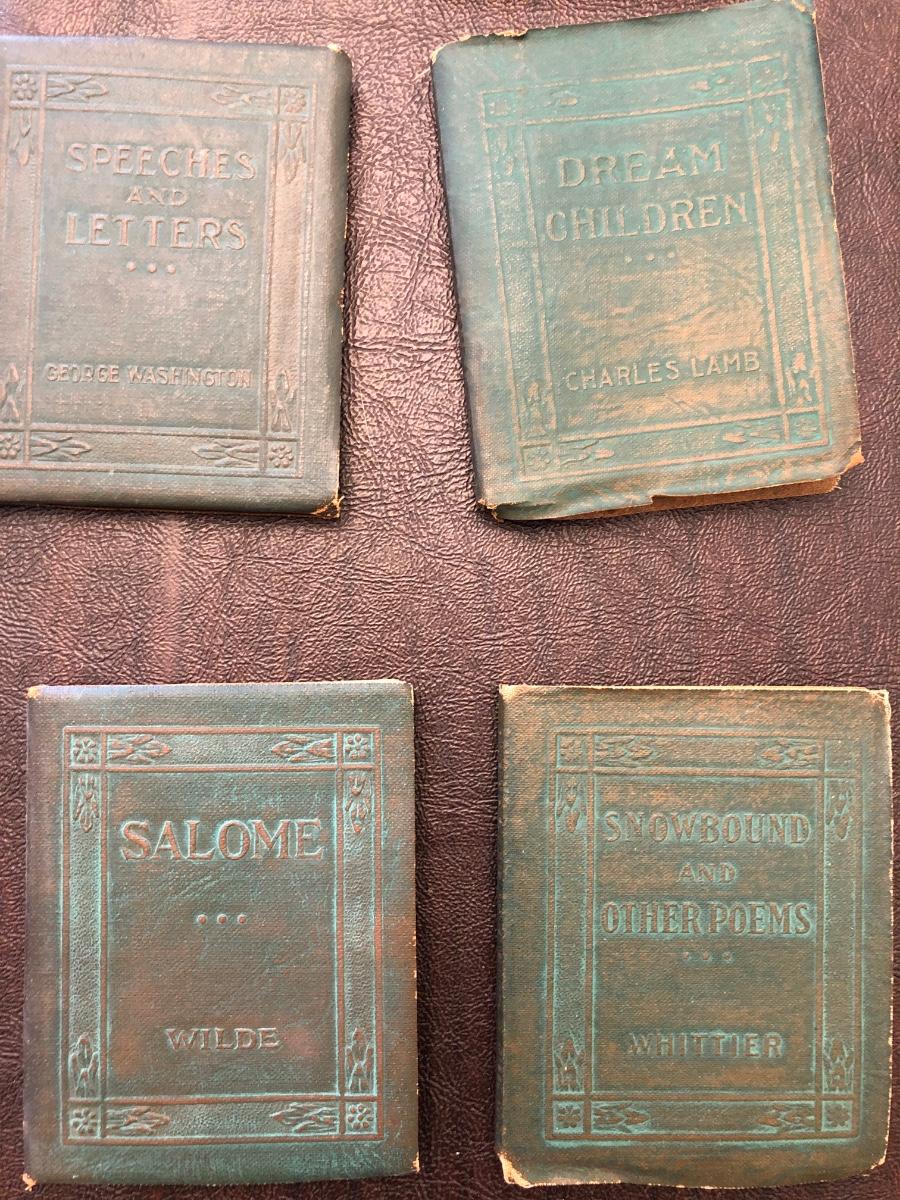 SPEECHES
AND
LETTERS
GEORGE WASHINGTON
DREAM
CHILDREN
CHARLES LAMB
SALOME
WILDE
SNOWBOUND
AND
OTHER POEMS
WHITTIER